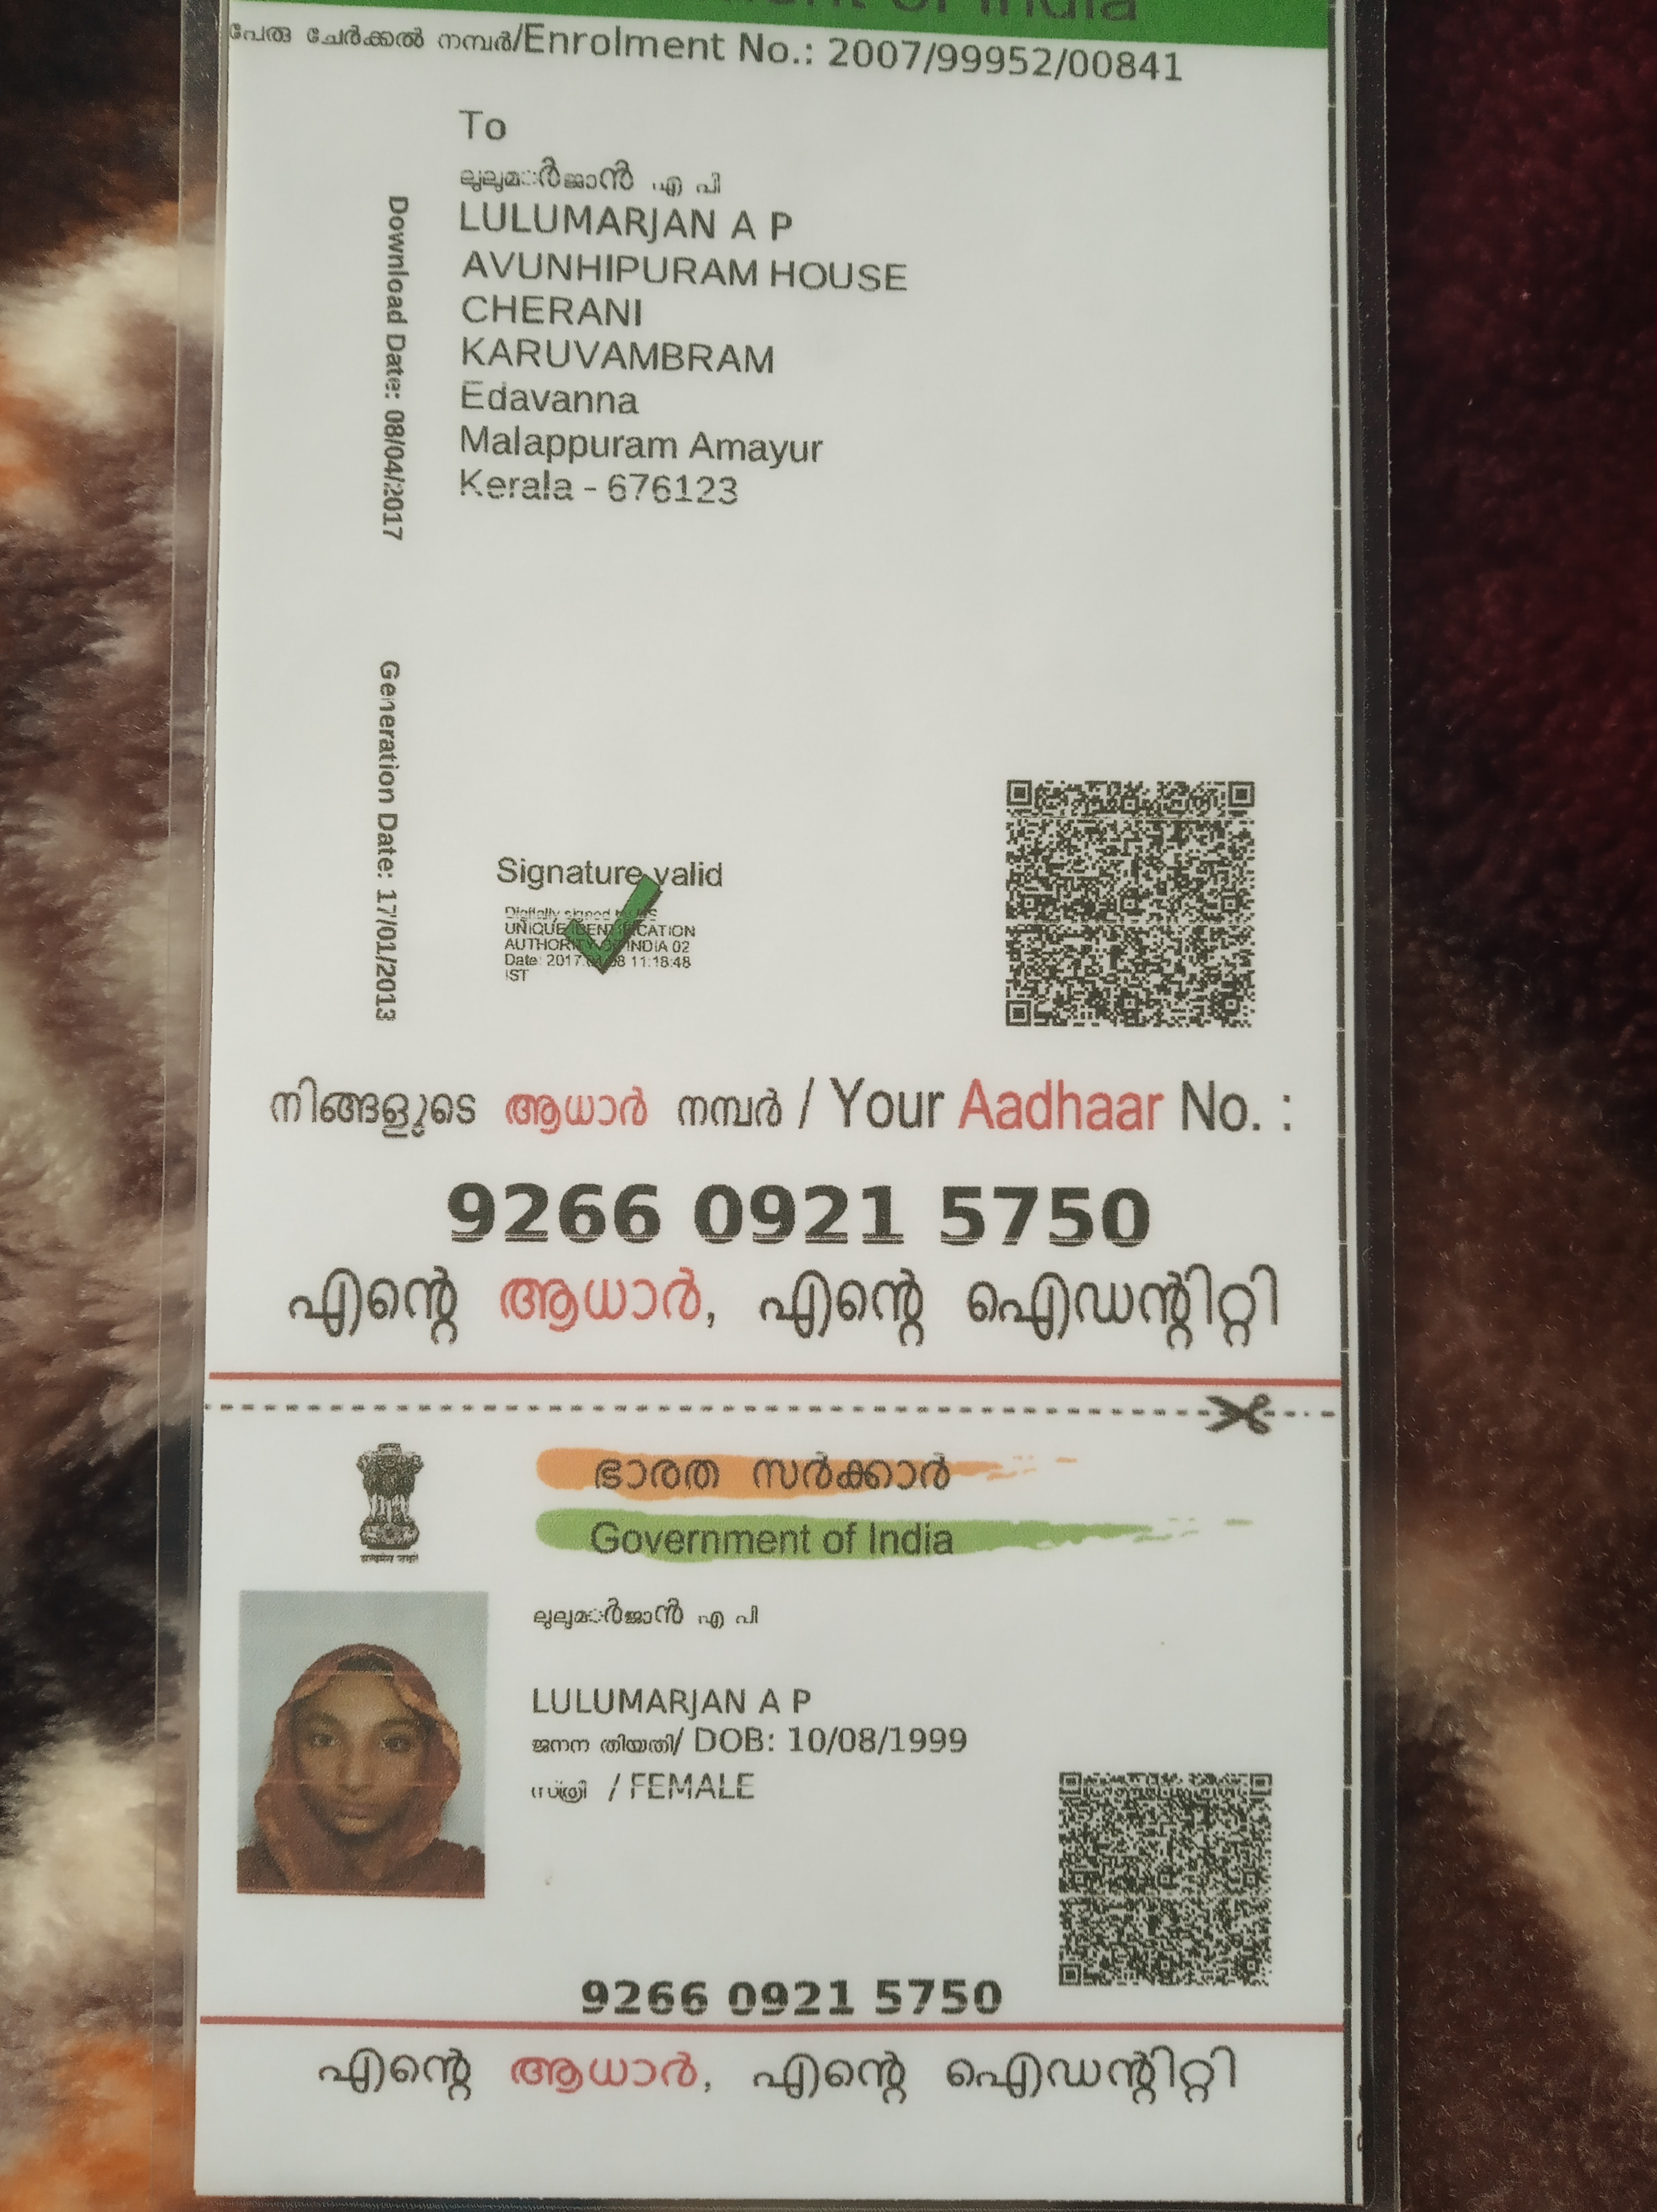 പേരു ചേർക്കൽ നമ്പർ/Enrolment No.: 2007/99952/00841
To
ലുലുമ◌ർജാൻ എ പി
LULUMARJAN A P
AVUNHIPURAM HOUSE
CHERANI
KARUVAMBRAM
Edavanna
Malappuram Amayur
Kerala - 676123
Download Date: 08/04/2017
Generation Date: 17/01/2013
Signature valid
Digitally signed by DS
UNIQUE IDENTIFICATION
AUTHORITY OF INDIA 02
Date: 2017.04.08 11:18:48
IST
നിങ്ങളുടെ ആധാർ നമ്പർ / Your Aadhaar No. :
9266 0921 5750
എന്റെ ആധാർ, എന്റെ ഐഡന്റിറ്റി
ഭാരത സർക്കാർ
Government of India
ലുലുമ◌ർജാൻ എ പി
LULUMARJAN A P
ജനന തിയതി/ DOB: 10/08/1999
സ്ത്രീ / FEMALE
9266 0921 5750
എന്റെ ആധാർ, എന്റെ ഐഡന്റിറ്റി